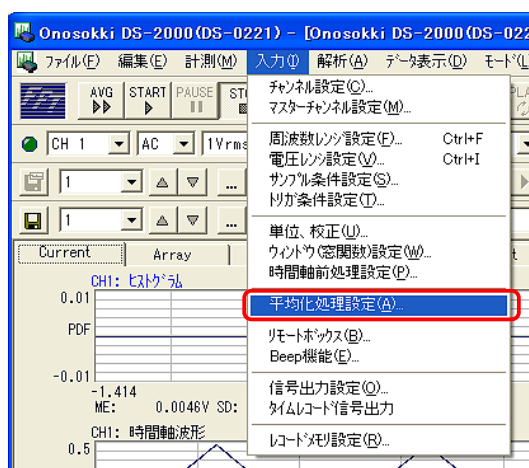 Onosokki DS-2000(DS-0221) - [Onosokki DS-2000(DS-022
ﾌｧｲﾙ(F) 編集(E) 計測(M) 入力(I) 解析(A) ﾃﾞｰﾀ表示(D) ﾓｰﾄﾞ(L
AVG START PAUSE
CH 1 AC 1Vrms
1 ...
1 ...
Current Array
CH1: ﾋｽﾄｸﾞﾗﾑ
0.01
PDF
-0.01
-1.414
ME: 0.0046V SD:
CH1: 時間軸波形
0.5
ﾁｬﾝﾈﾙ設定(C)...
ﾏｽﾀｰﾁｬﾝﾈﾙ設定(M)...
周波数ﾚﾝｼﾞ設定(F)... Ctrl+F
電圧ﾚﾝｼﾞ設定(V)... Ctrl+I
ｻﾝﾌﾟﾙ条件設定(S)...
ﾄﾘｶﾞ条件設定(T)...
単位、校正(U)...
ｳｨﾝﾄﾞｳ(窓関数)設定(W)...
時間軸前処理設定(P)...
平均化処理設定(A)...
ﾘﾓｰﾄﾎﾞｯｸｽ(B)...
Beep機能(E)...
信号出力設定(O)...
ﾀｲﾑﾚｺｰﾄﾞ信号出力
ﾚｺｰﾄﾞﾒﾓﾘ設定(R)...